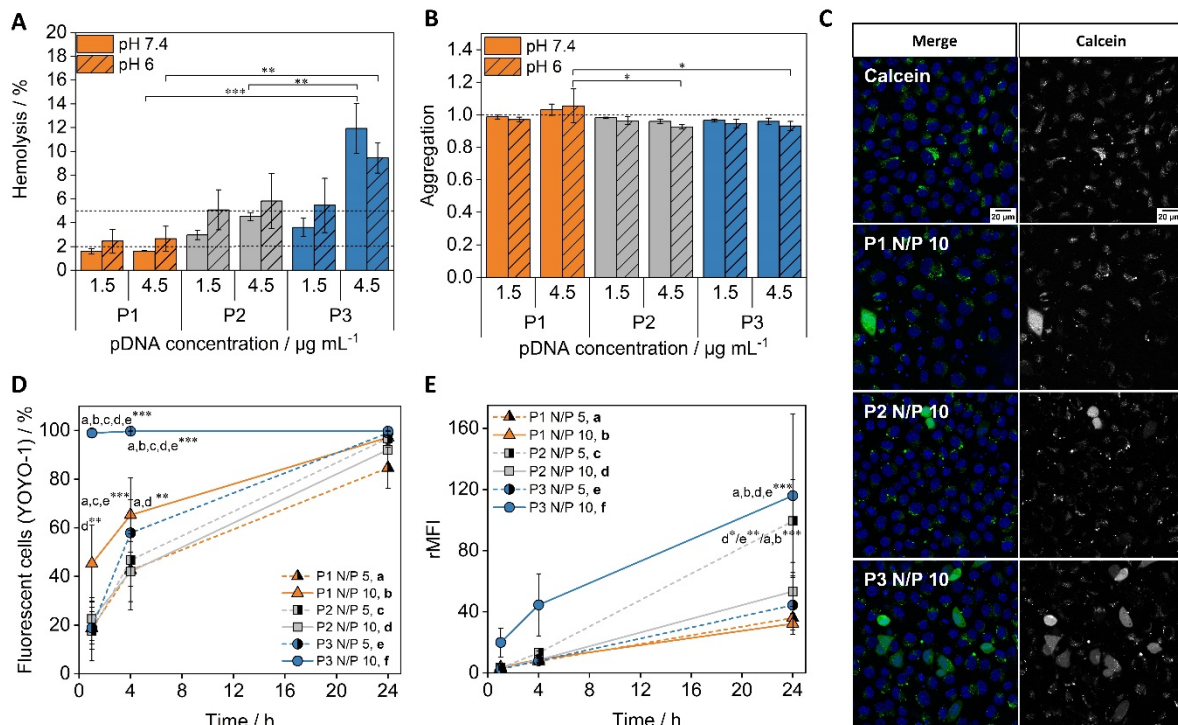 A
pH 7.4
pH 6
**
**
***
Hemolysis / %
20
18
16
14
12
10
8
6
4
2
0
1.5
4.5
1.5
4.5
1.5
4.5
P1
P2
P3
pDNA concentration / µg mL⁻¹
B
pH 7.4
pH 6
*
*
Aggregation
1.4
1.2
1.0
0.8
0.6
0.4
0.2
0.0
1.5
4.5
1.5
4.5
1.5
4.5
P1
P2
P3
pDNA concentration / µg mL⁻¹
C
Merge
Calcein
Calcein
20 µm
20 µm
P1 N/P 10
P2 N/P 10
P3 N/P 10
D
Fluorescent cells (YOYO-1) / %
100
80
60
40
20
0
a,b,c,d,e***
a,b,c,d,e***
a,c,e***
a,d **
d**
P1 N/P 5, a
P1 N/P 10, b
P2 N/P 5, c
P2 N/P 10, d
P3 N/P 5, e
P3 N/P 10, f
0
4
8
12
16
20
24
Time / h
E
rMFI
160
120
80
40
0
P1 N/P 5, a
P1 N/P 10, b
P2 N/P 5, c
P2 N/P 10, d
P3 N/P 5, e
P3 N/P 10, f
a,b,d,e***
d*/e**/a,b***
0
4
8
12
16
20
24
Time / h